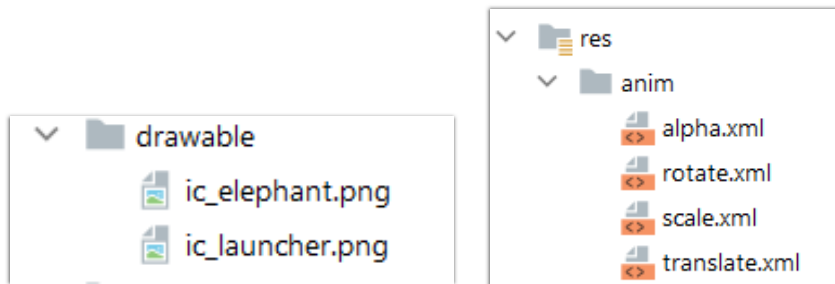 drawable
ic_elephant.png
ic_launcher.png
res
anim
alpha.xml
rotate.xml
scale.xml
translate.xml